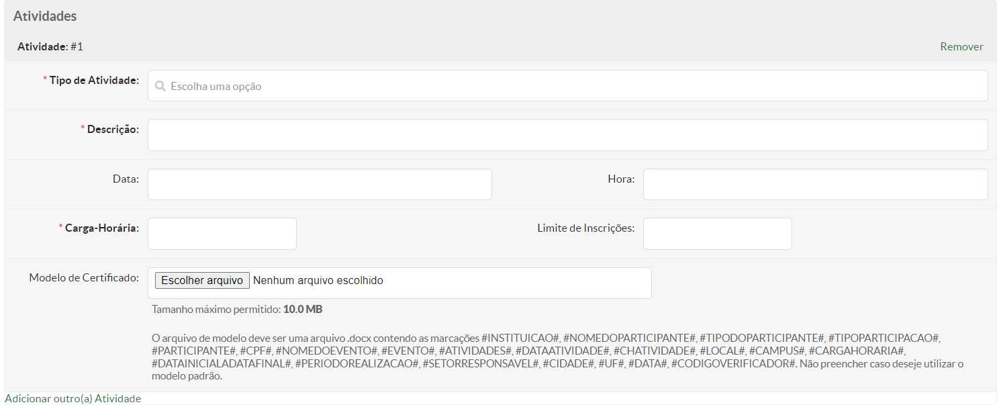 Atividades
Atividade: #1
Remover
* Tipo de Atividade:
Escolha uma opção
* Descrição:
Data:
Hora:
* Carga-Horária:
Limite de Inscrições:
Modelo de Certificado:
Escolher arquivo Nenhum arquivo escolhido
Tamanho máximo permitido: 10.0 MB
O arquivo de modelo deve ser uma arquivo .docx contendo as marcações #INSTITUICAO#, #NOMEDOPARTICIPANTE#, #TIPODOPARTICIPANTE#, #TIPOPARTICIPACAO#,
#PARTICIPANTE#, #CPF#, #NOMEDOEVENTO#, #EVENTO#, #ATIVIDADES#, #DATAATIVIDADE#, #CHATIVIDADE#, #LOCAL#, #CAMPUS#, #CARGAHORARIA#,
#DATAINICIALADATAFINAL#, #PERIODOREALIZACAO#, #SETORRESPONSAVEL#, #CIDADE#, #UF#, #DATA#, #CODIGOVERIFICADOR#. Não preencher caso deseje utilizar o
modelo padrão.
Adicionar outro(a) Atividade